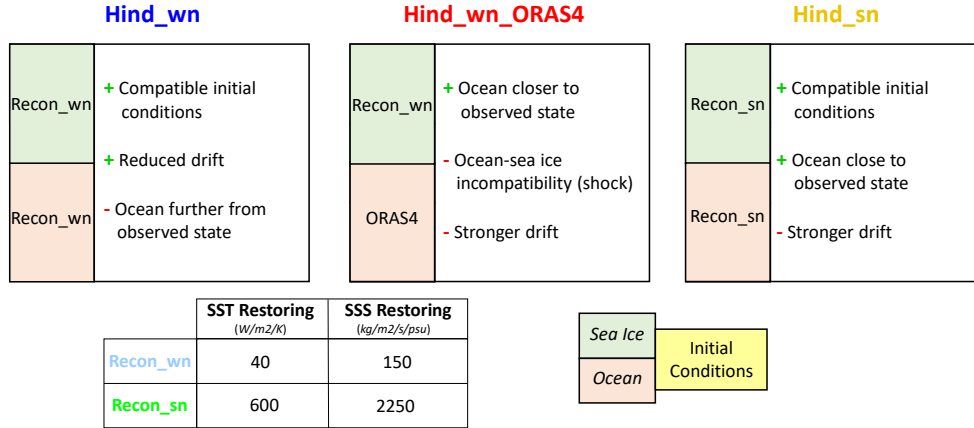 Hind_wn
Recon_wn
Recon_wn
+ Compatible initial
conditions
+ Reduced drift
- Ocean further from
observed state
Hind_wn_ORAS4
Recon_wn
ORAS4
+ Ocean closer to
observed state
- Ocean-sea ice
incompatibility (shock)
- Stronger drift
Hind_sn
Recon_sn
Recon_sn
+ Compatible initial
conditions
+ Ocean close to
observed state
- Stronger drift
SST Restoring SSS Restoring
(W/m2/K) (kg/m2/s/psu)
Recon_wn 40 150
Recon_sn 600 2250
Sea Ice
Ocean
Initial
Conditions